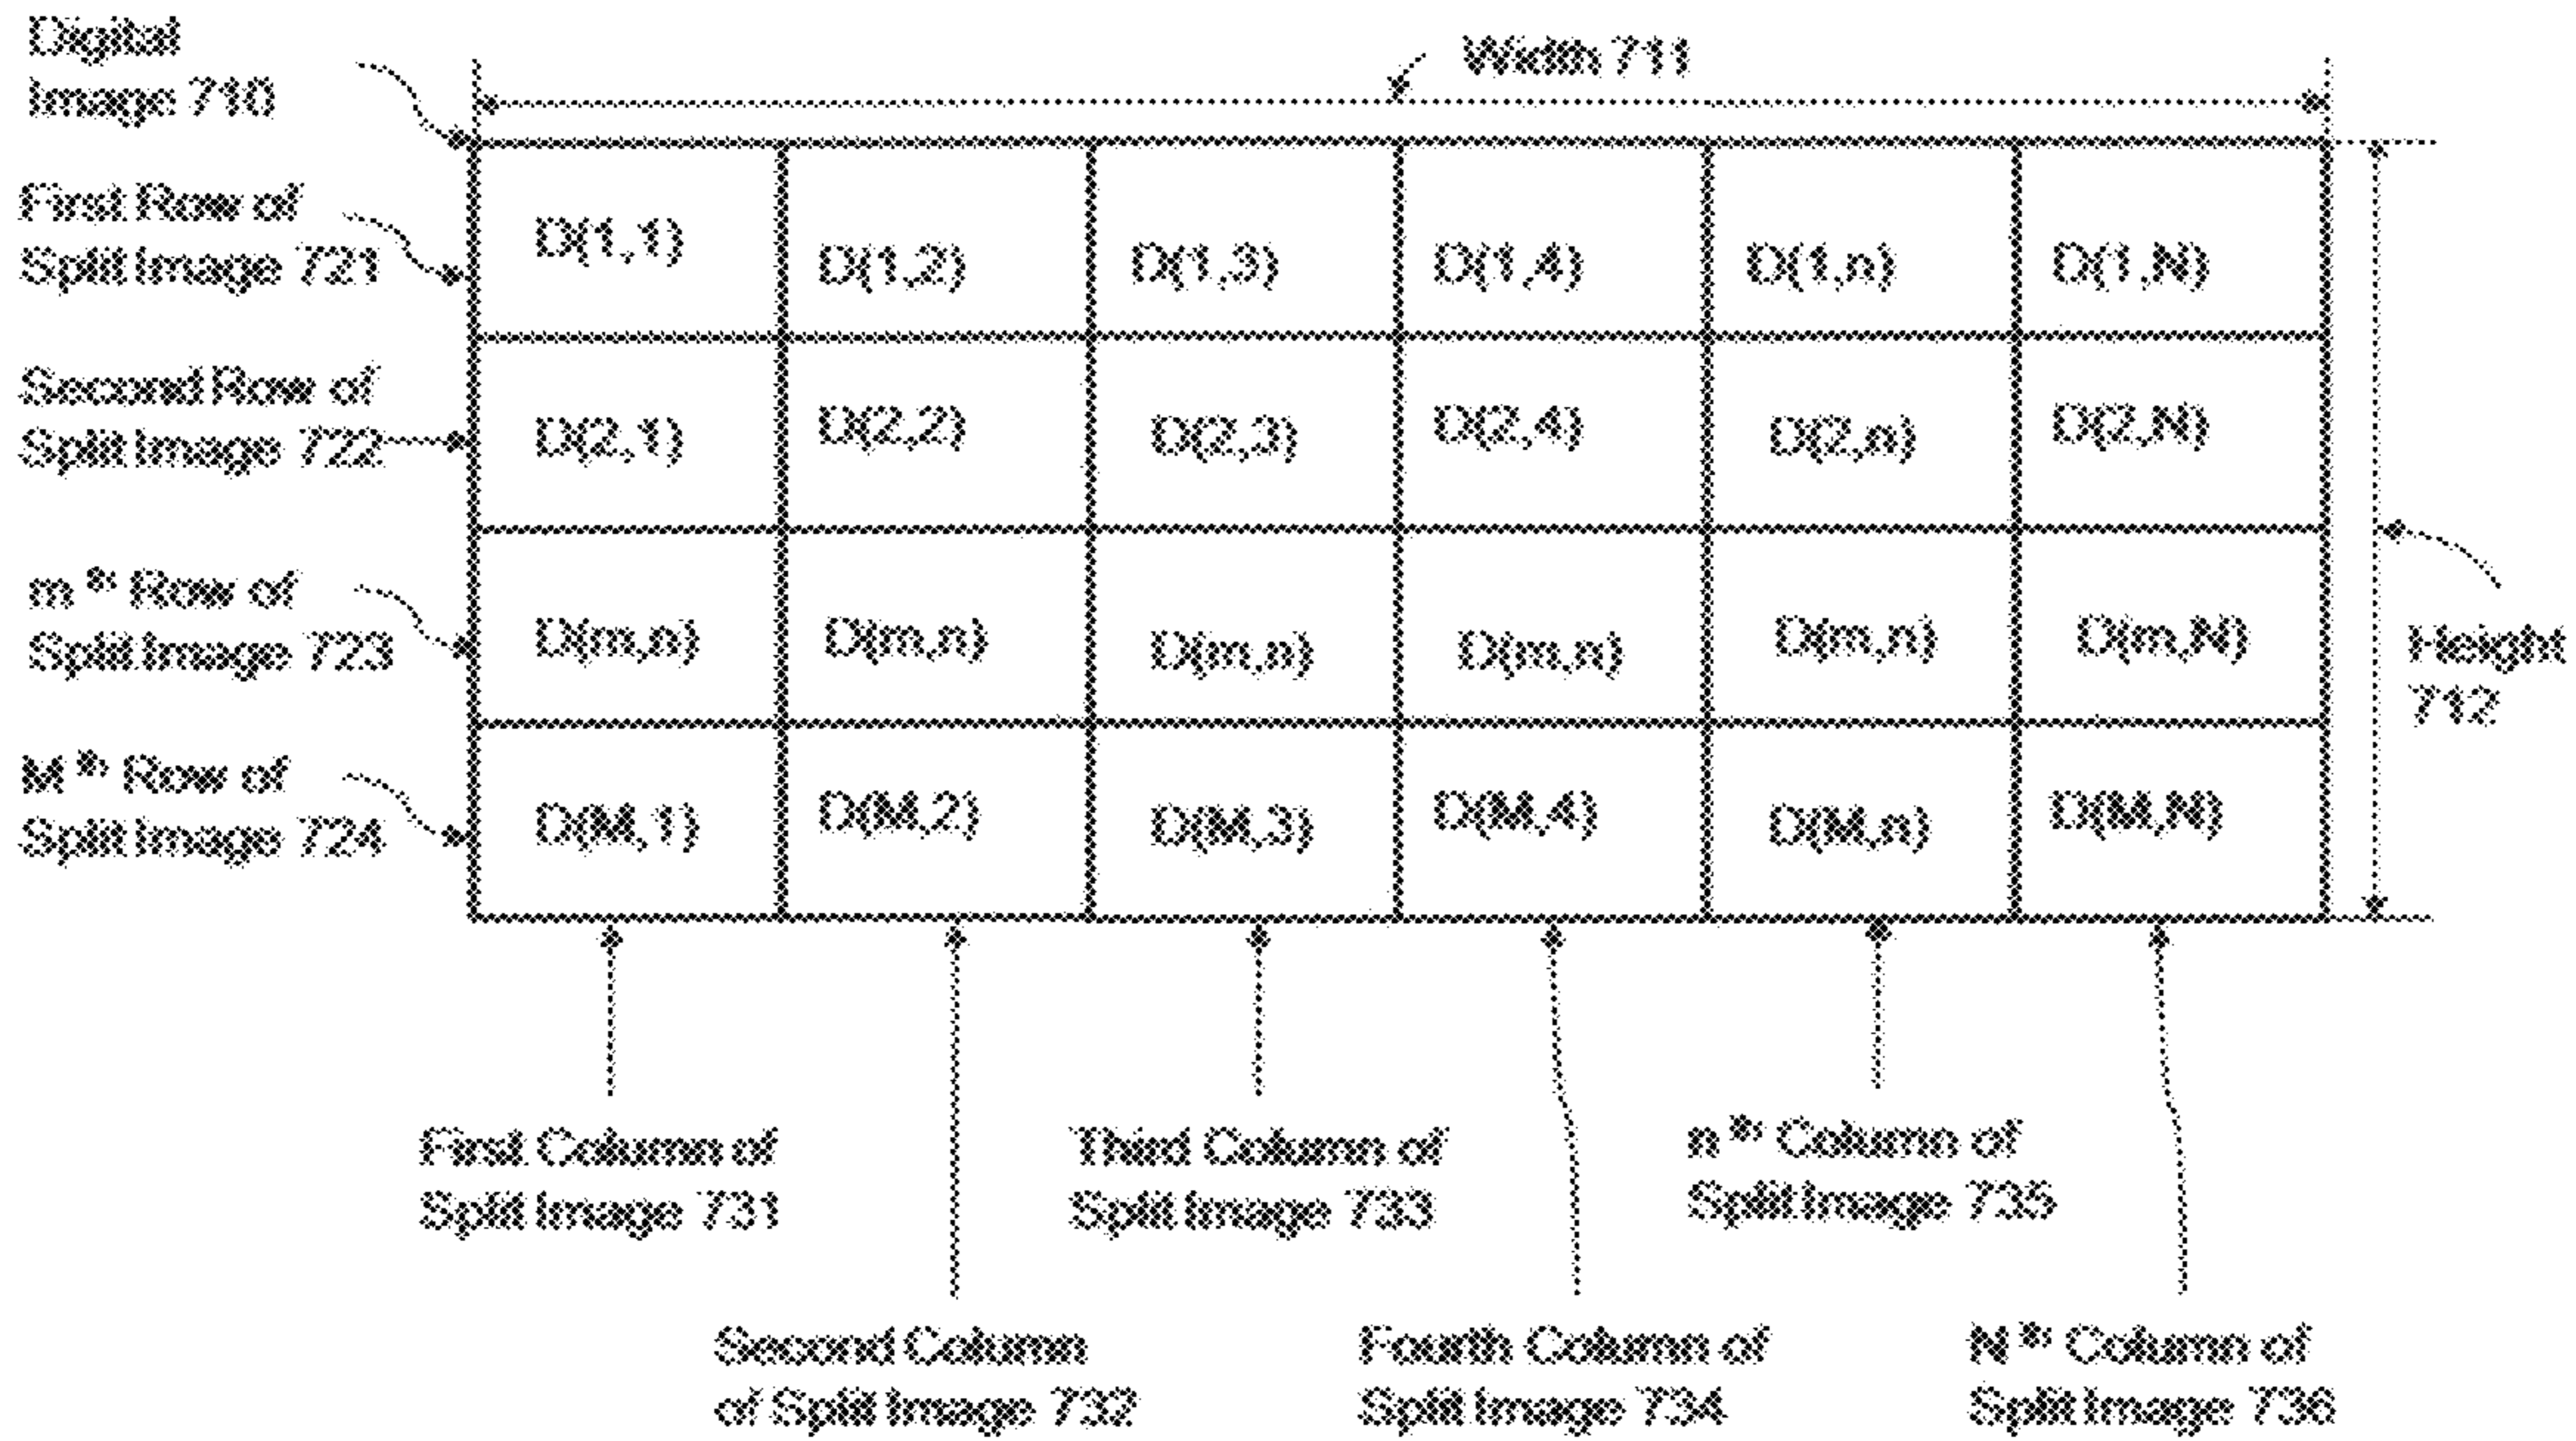 Digital
Image 710
Width 711
First Row of
Split Image 721
D(1,1) D(1,2) D(1,3) D(1,4) D(1,n) D(1,N)
Second Row of
Split Image 722
D(2,1) D(2,2) D(2,3) D(2,4) D(2,n) D(2,N)
m th Row of
Split Image 723
D(m,n) D(m,n) D(m,n) D(m,n) D(m,n) D(m,N)
Height
712
M th Row of
Split Image 724
D(M,1) D(M,2) D(M,3) D(M,4) D(M,n) D(M,N)
First Column of
Split Image 731
Third Column of
Split Image 733
n th Column of
Split Image 735
Second Column
of Split Image 732
Fourth Column of
Split Image 734
N th Column of
Split Image 736